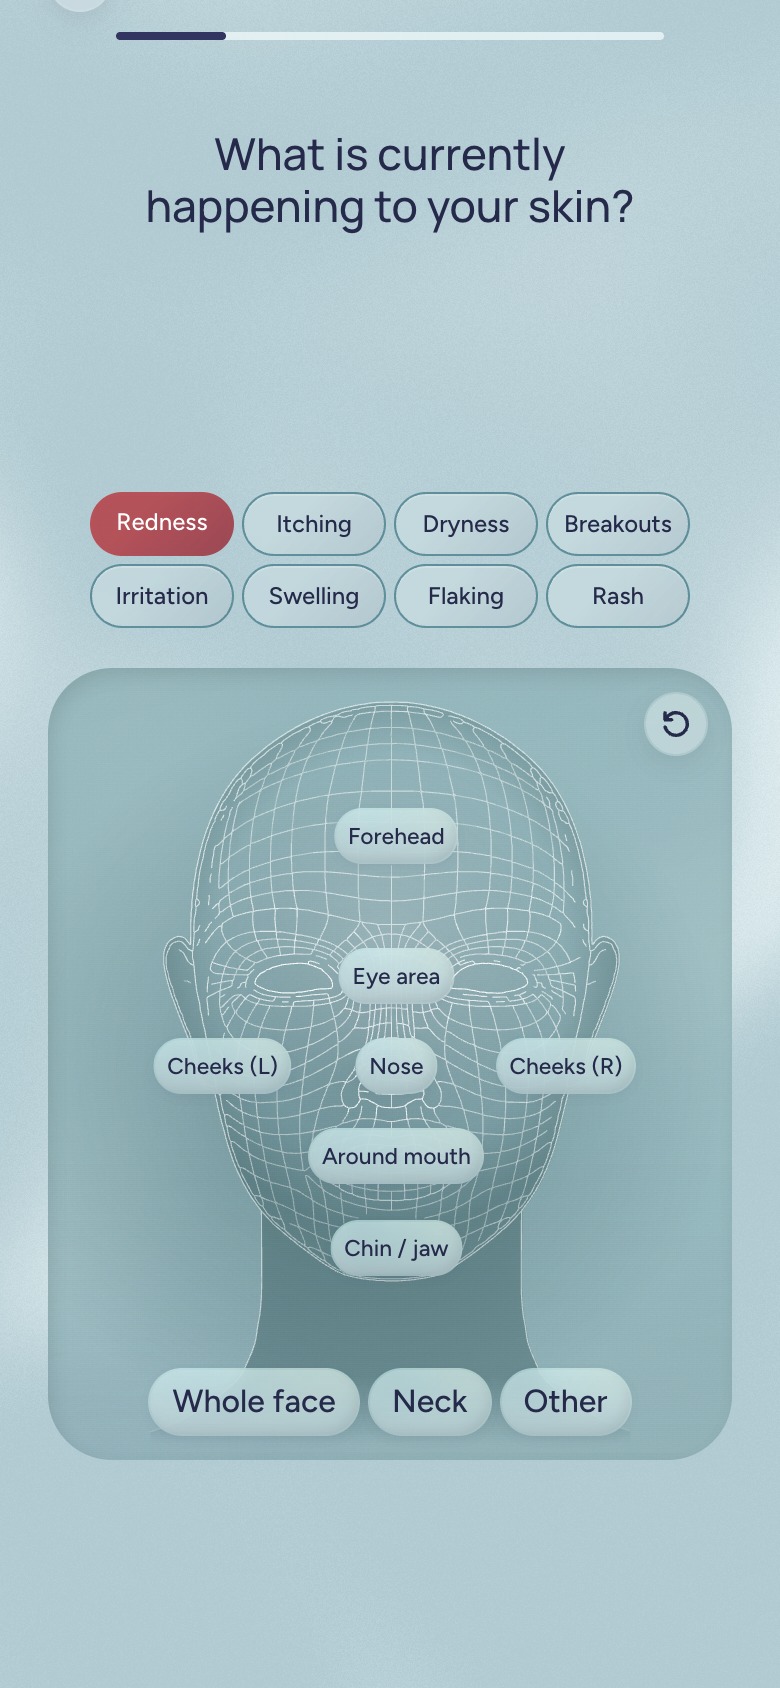 What is currently
happening to your skin?
Redness Itching Dryness Breakouts
Irritation Swelling Flaking Rash
Forehead
Eye area
Cheeks (L) Nose Cheeks (R)
Around mouth
Chin / jaw
Whole face Neck Other